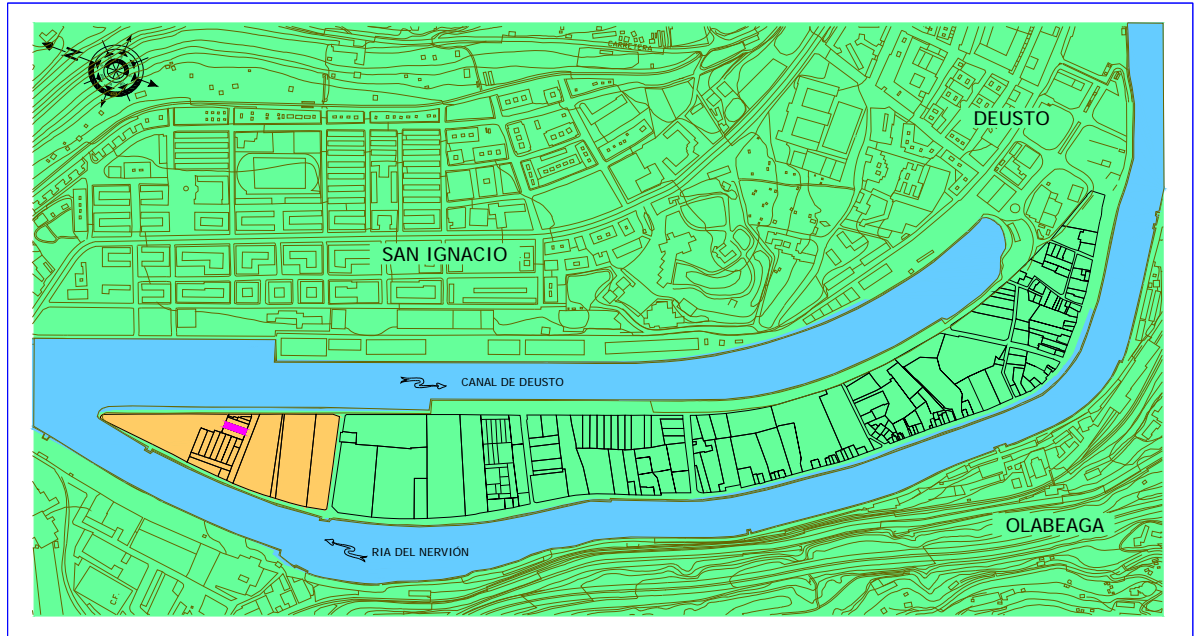 N
CARRETERA
DEUSTO
SAN IGNACIO
CANAL DE DEUSTO
OLABEAGA
RIA DEL NERVIÓN
C.F.